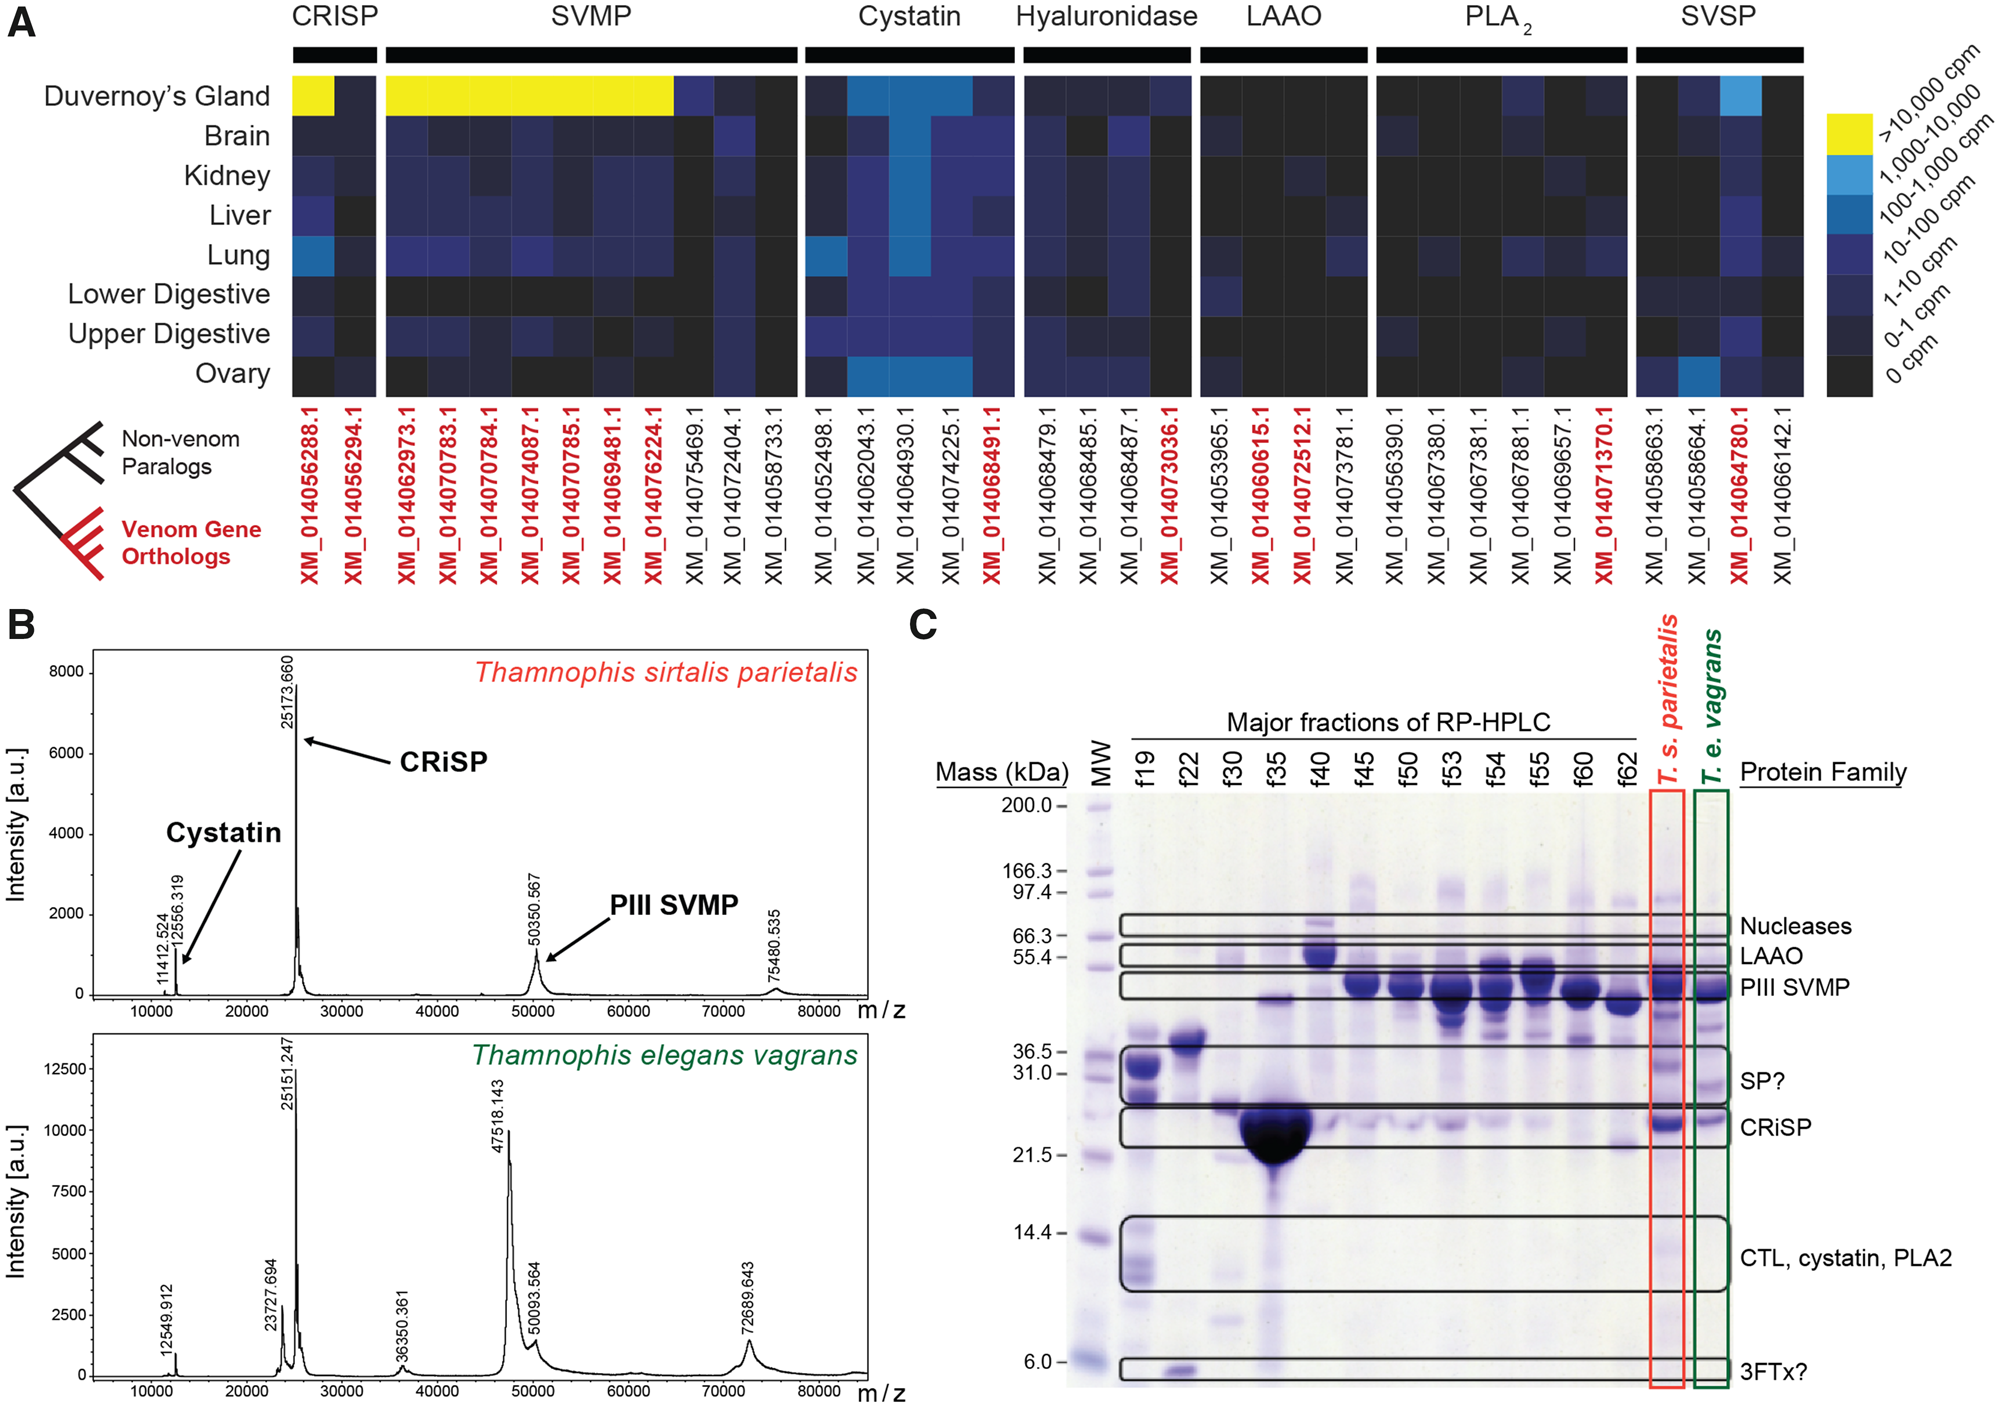 A
CRISP SVMP Cystatin Hyaluronidase LAAO PLA2 SVSP
Duvernoy's Gland
Brain
Kidney
Liver
Lung
Lower Digestive
Upper Digestive
Ovary
>10,000 cpm
1,000-10,000
100-1,000 cpm
10-100 cpm
1-10 cpm
0-1 cpm
0 cpm
Non-venom
Paralogs
Venom Gene
Orthologs
XM_014056288.1
XM_014056294.1
XM_014062973.1
XM_014070783.1
XM_014070784.1
XM_014074087.1
XM_014070785.1
XM_014069481.1
XM_014076224.1
XM_014075469.1
XM_014072404.1
XM_014058733.1
XM_014052498.1
XM_014062043.1
XM_014064930.1
XM_014074225.1
XM_014068491.1
XM_014068479.1
XM_014068485.1
XM_014068487.1
XM_014073036.1
XM_014053965.1
XM_014060615.1
XM_014072512.1
XM_014073781.1
XM_014056390.1
XM_014067380.1
XM_014067381.1
XM_014067881.1
XM_014069657.1
XM_014071370.1
XM_014058663.1
XM_014058664.1
XM_014064780.1
XM_014066142.1
B
Thamnophis sirtalis parietalis
Intensity [a.u.]
8000
6000
4000
2000
0
11412.524
12556.319
25173.660
50350.567
75480.535
Cystatin
CRiSP
PIII SVMP
10000 20000 30000 40000 50000 60000 70000 80000 m/z
Thamnophis elegans vagrans
Intensity [a.u.]
12500
10000
7500
5000
2500
0
12549.912
23727.694
25151.247
36350.361
47518.143
50093.564
72689.643
10000 20000 30000 40000 50000 60000 70000 80000 m/z
C
Major fractions of RP-HPLC
Mass (kDa) MW f19 f22 f30 f35 f40 f45 f50 f53 f54 f55 f60 f62 T. s. parietalis T. e. vagrans Protein Family
200.0
166.3
97.4
66.3
55.4
36.5
31.0
21.5
14.4
6.0
Nucleases
LAAO
PIII SVMP
SP?
CRiSP
CTL, cystatin, PLA2
3FTx?